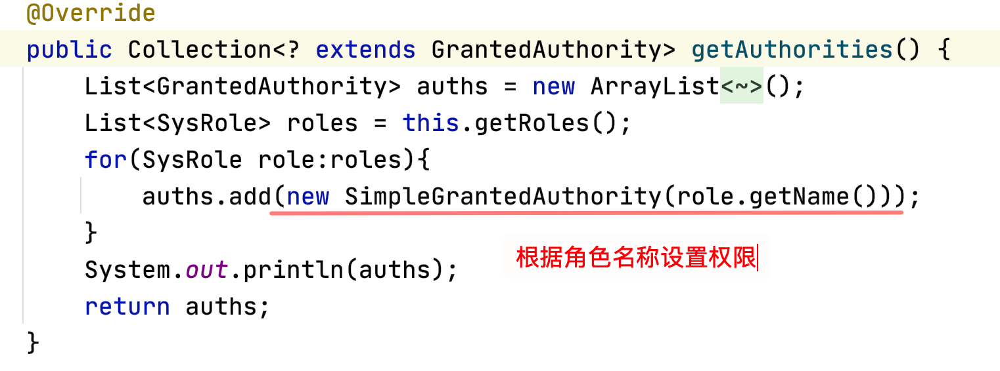 @Override
public Collection<? extends GrantedAuthority> getAuthorities() {
List<GrantedAuthority> auths = new ArrayList<~>();
List<SysRole> roles = this.getRoles();
for(SysRole role:roles){
auths.add(new SimpleGrantedAuthority(role.getName()));
}
根据角色名称设置权限
System.out.println(auths);
return auths;
}